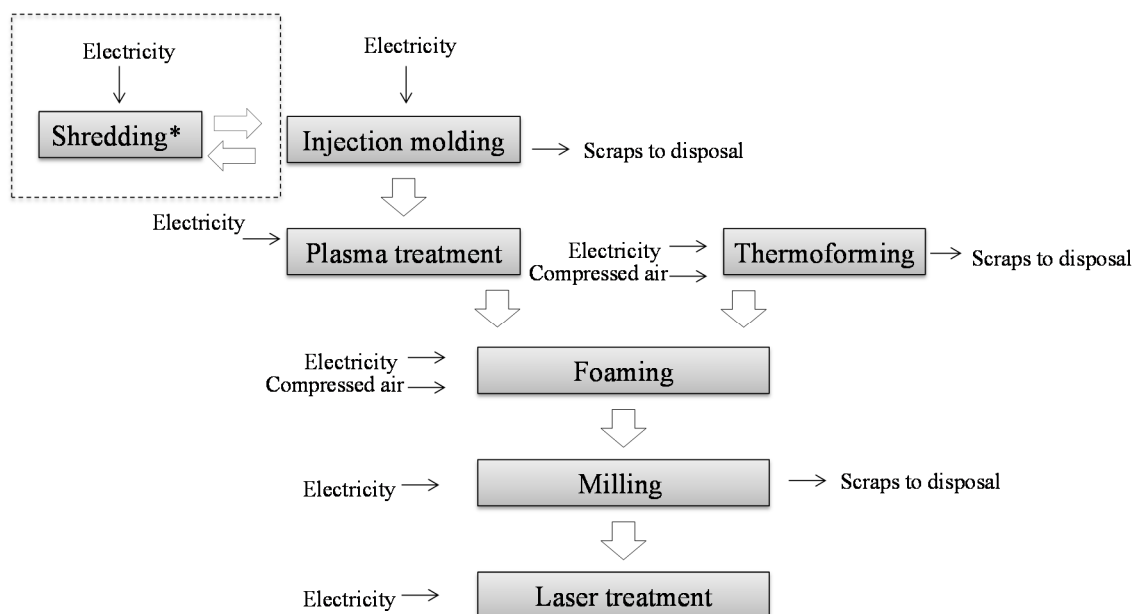 Electricity
Electricity
Shredding*
Injection molding
Scraps to disposal
Electricity
Plasma treatment
Electricity
Compressed air
Thermoforming
Scraps to disposal
Electricity
Compressed air
Foaming
Electricity
Milling
Scraps to disposal
Electricity
Laser treatment